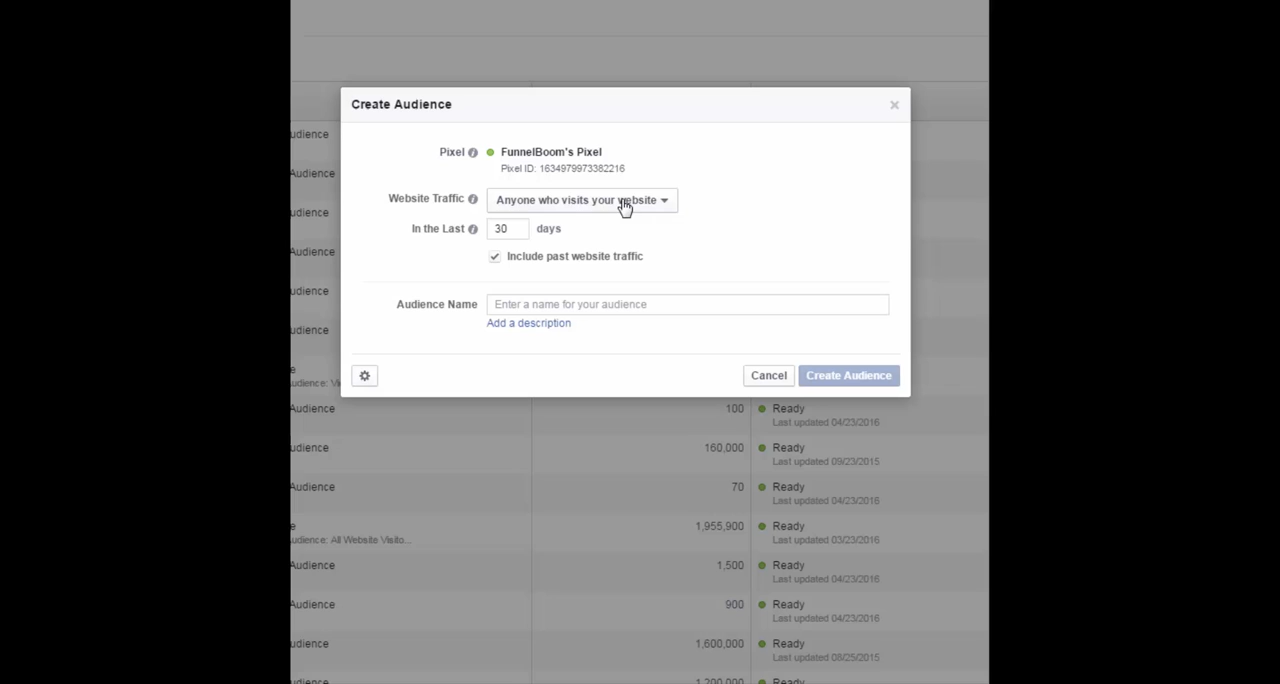 Create Audience
×
Pixel FunnelBoom's Pixel
Pixel ID: 1634979973382216
Website Traffic Anyone who visits your website
In the Last 30 days
Include past website traffic
Audience Name Enter a name for your audience
Add a description
Cancel Create Audience
udience
Audience
udience
Audience
udience
udience
e
udience:
Audience 100 Ready
Last updated 04/23/2016
udience 160,000 Ready
Last updated 09/23/2015
Audience 70 Ready
Last updated 04/23/2016
e 1,955,900 Ready
udience: All Website Visito... Last updated 03/23/2016
Audience 1,500 Ready
Last updated 04/23/2016
Audience 900 Ready
Last updated 04/23/2016
udience 1,600,000 Ready
Last updated 08/25/2015
udience 1,200,000 Ready